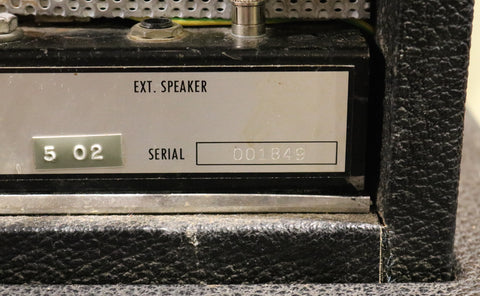 EXT. SPEAKER
5 02
SERIAL 001849